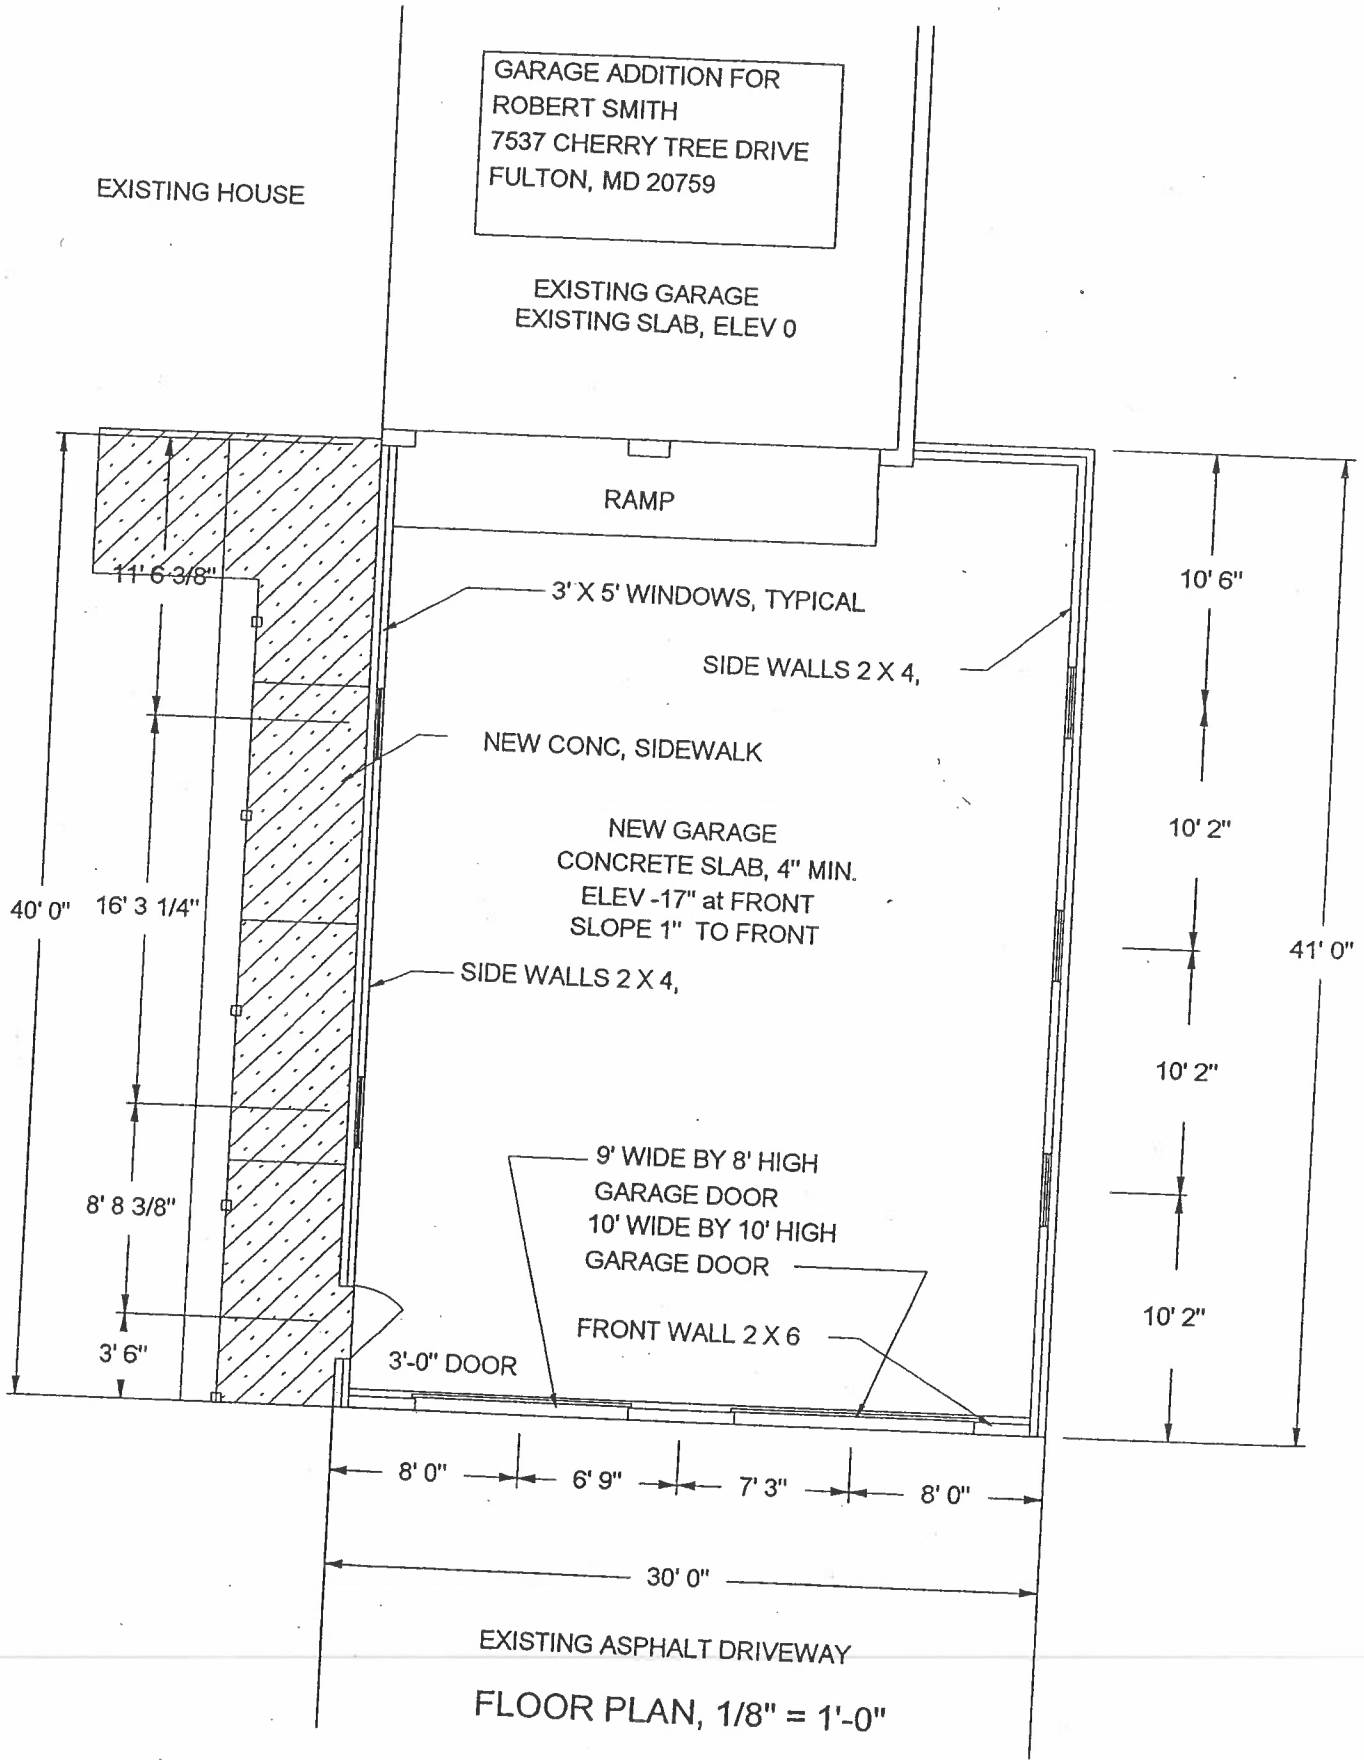 GARAGE ADDITION FOR
ROBERT SMITH
7537 CHERRY TREE DRIVE
FULTON, MD 20759
EXISTING HOUSE
EXISTING GARAGE
EXISTING SLAB, ELEV 0
RAMP
11' 6 3/8"
3' X 5' WINDOWS, TYPICAL
10' 6"
SIDE WALLS 2 X 4,
NEW CONC, SIDEWALK
NEW GARAGE
CONCRETE SLAB, 4" MIN.
ELEV -17" at FRONT
SLOPE 1" TO FRONT
10' 2"
40' 0"
16' 3 1/4"
41' 0"
SIDE WALLS 2 X 4,
10' 2"
9' WIDE BY 8' HIGH
GARAGE DOOR
10' WIDE BY 10' HIGH
GARAGE DOOR
8' 8 3/8"
FRONT WALL 2 X 6
10' 2"
3' 6"
3'-0" DOOR
8' 0"
6' 9"
7' 3"
8' 0"
30' 0"
EXISTING ASPHALT DRIVEWAY
FLOOR PLAN, 1/8" = 1'-0"